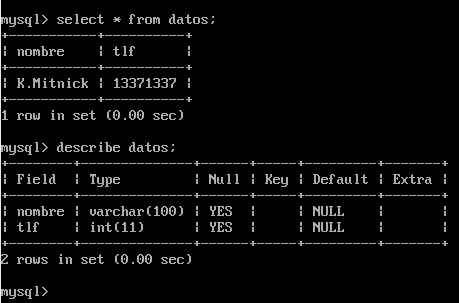 mysql> select * from datos;
+-----------+----------+
| nombre    | tlf      |
+-----------+----------+
| K.Mitnick | 13371337 |
+-----------+----------+
1 row in set (0.00 sec)

mysql> describe datos;
+--------+--------------+------+-----+---------+-------+
| Field  | Type         | Null | Key | Default | Extra |
+--------+--------------+------+-----+---------+-------+
| nombre | varchar(100) | YES  |     | NULL    |       |
| tlf    | int(11)      | YES  |     | NULL    |       |
+--------+--------------+------+-----+---------+-------+
2 rows in set (0.00 sec)

mysql>